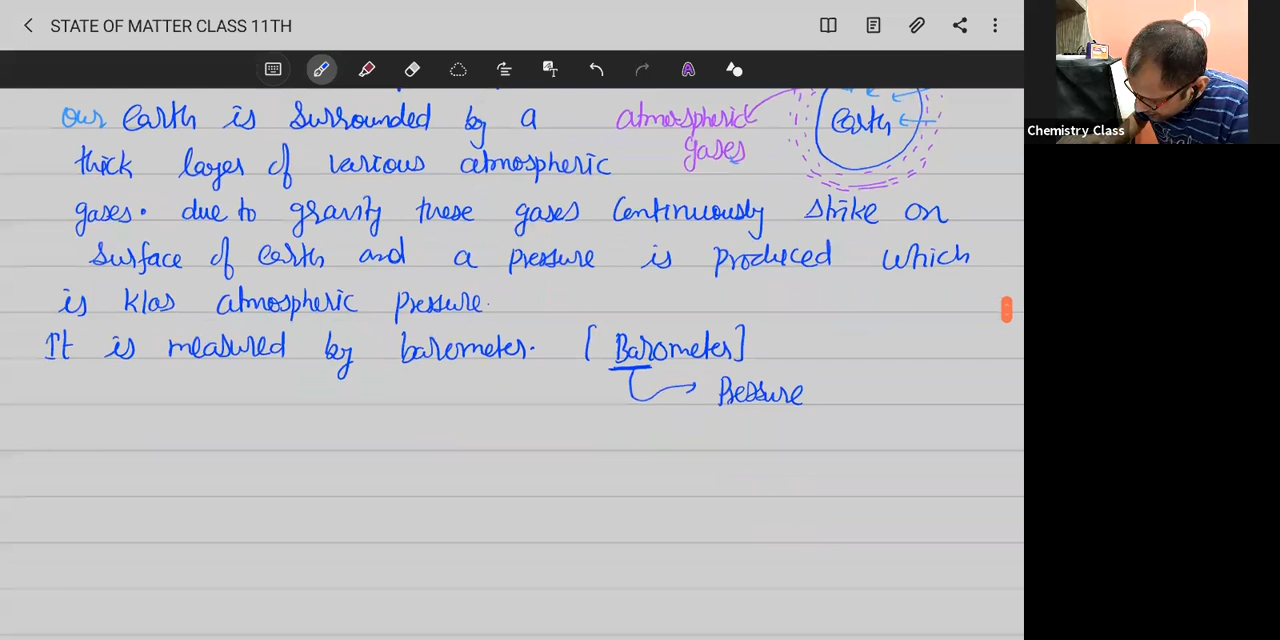 STATE OF MATTER CLASS 11TH
Chemistry Class
our Earth is surrounded by a
thick layer of various atmospheric
gases. due to gravity these gases Continuously strike on
surface of earth and a pressure is produced which
is k/as atmospheric pressure.
It is measured by barometer. [Barometer]
Pressure
atmospheric
gases
Earth